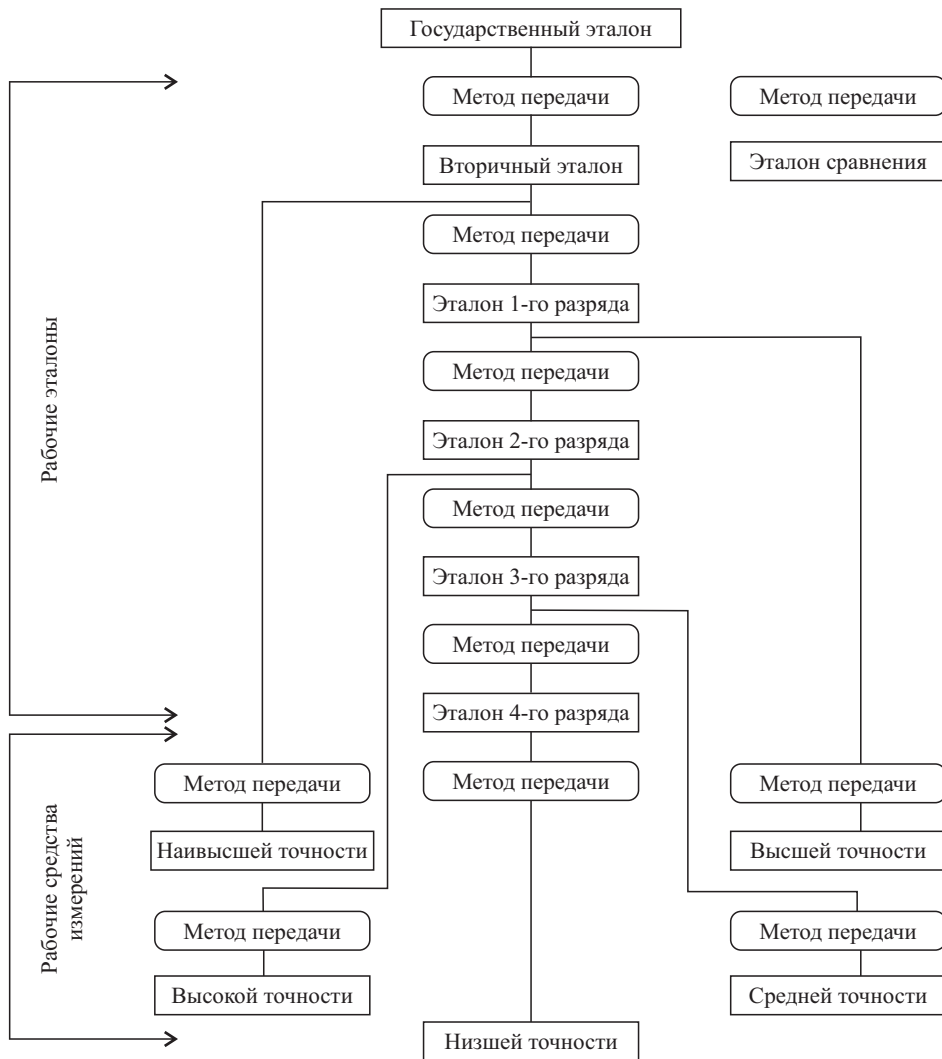 Государственный эталон
Метод передачи
Метод передачи
Вторичный эталон
Эталон сравнения
Метод передачи
Эталон 1-го разряда
Метод передачи
Эталон 2-го разряда
Метод передачи
Эталон 3-го разряда
Метод передачи
Эталон 4-го разряда
Рабочие эталоны
Метод передачи
Метод передачи
Метод передачи
Наивысшей точности
Высшей точности
Рабочие средства
измерений
Метод передачи
Метод передачи
Высокой точности
Средней точности
Низшей точности